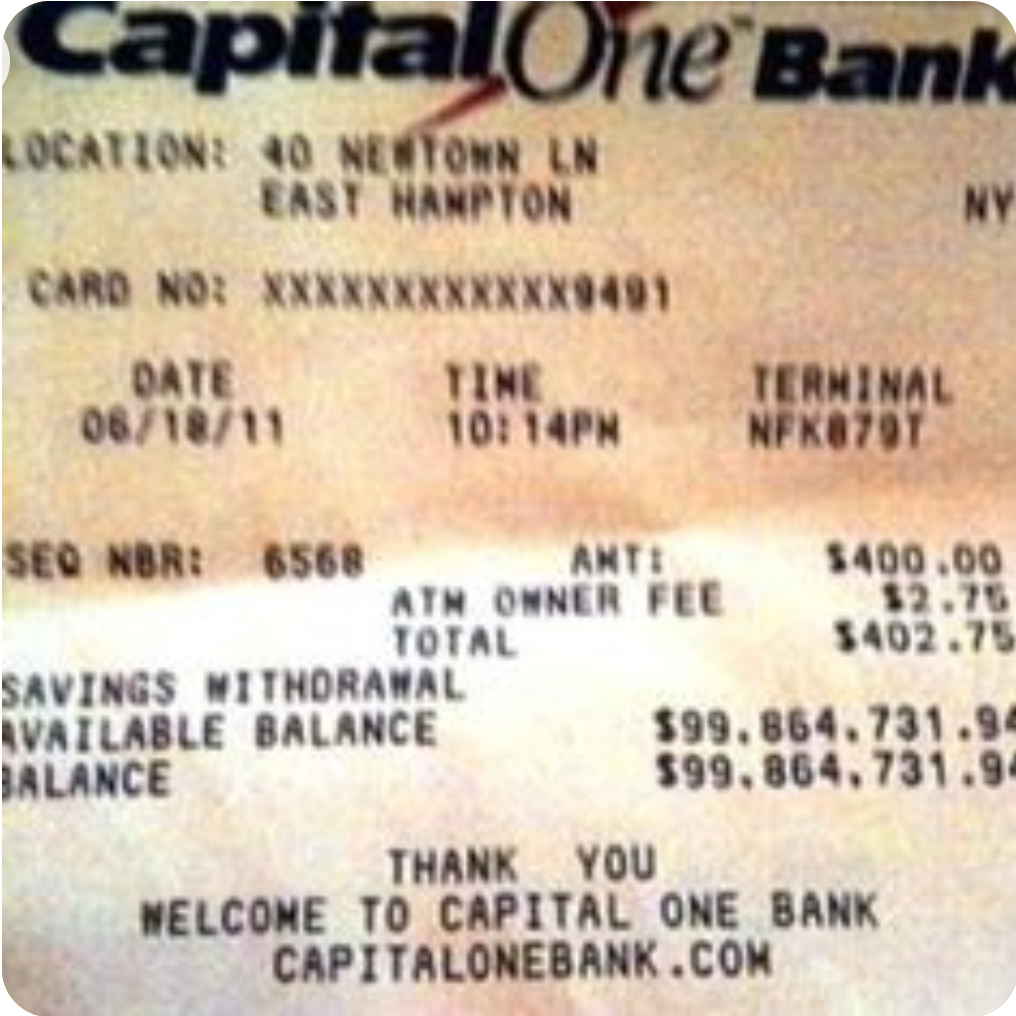 CapitalOne Bank
LOCATION: 40 NEWTOWN LN
EAST HAMPTON NY
CARD NO: XXXXXXXXXXXX9491
DATE TIME TERMINAL
06/18/11 10:14PM NFK879T
SEQ NBR: 6568 AMT: $400.00
ATM OWNER FEE $2.75
TOTAL $402.75
SAVINGS WITHDRAWAL
AVAILABLE BALANCE $99,864,731.94
BALANCE $99,864,731.94
THANK YOU
WELCOME TO CAPITAL ONE BANK
CAPITALONEBANK.COM